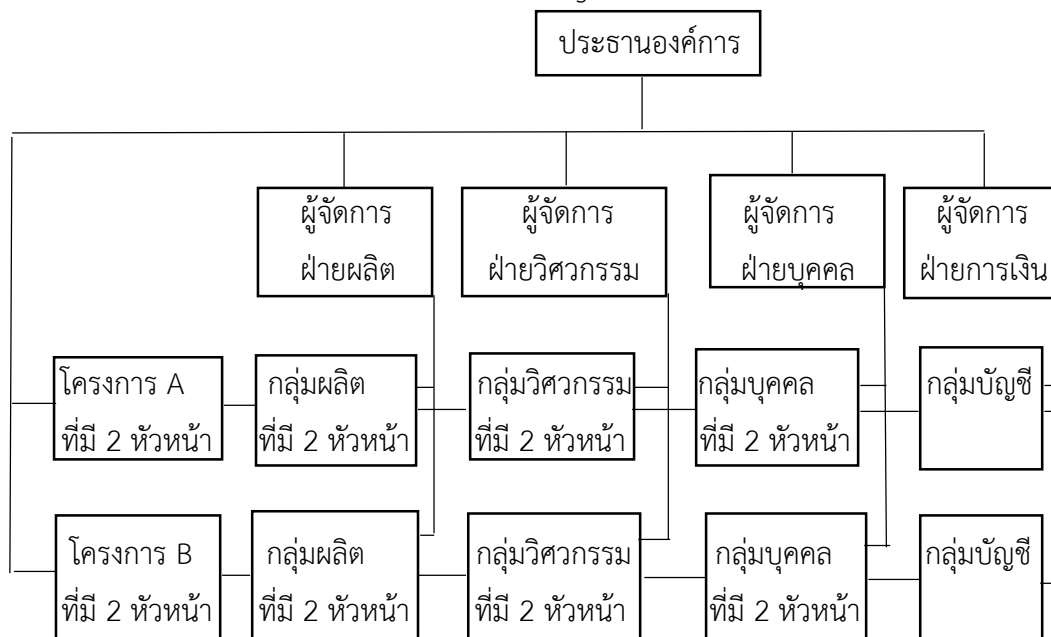 ประธานองค์การ
ผู้จัดการ
ฝ่ายผลิต
ผู้จัดการ
ฝ่ายวิศวกรรม
ผู้จัดการ
ฝ่ายบุคคล
ผู้จัดการ
ฝ่ายการเงิน
โครงการ A
ที่มี 2 หัวหน้า
กลุ่มผลิต
ที่มี 2 หัวหน้า
กลุ่มวิศวกรรม
ที่มี 2 หัวหน้า
กลุ่มบุคคล
ที่มี 2 หัวหน้า
กลุ่มบัญชี
โครงการ B
ที่มี 2 หัวหน้า
กลุ่มผลิต
ที่มี 2 หัวหน้า
กลุ่มวิศวกรรม
ที่มี 2 หัวหน้า
กลุ่มบุคคล
ที่มี 2 หัวหน้า
กลุ่มบัญชี